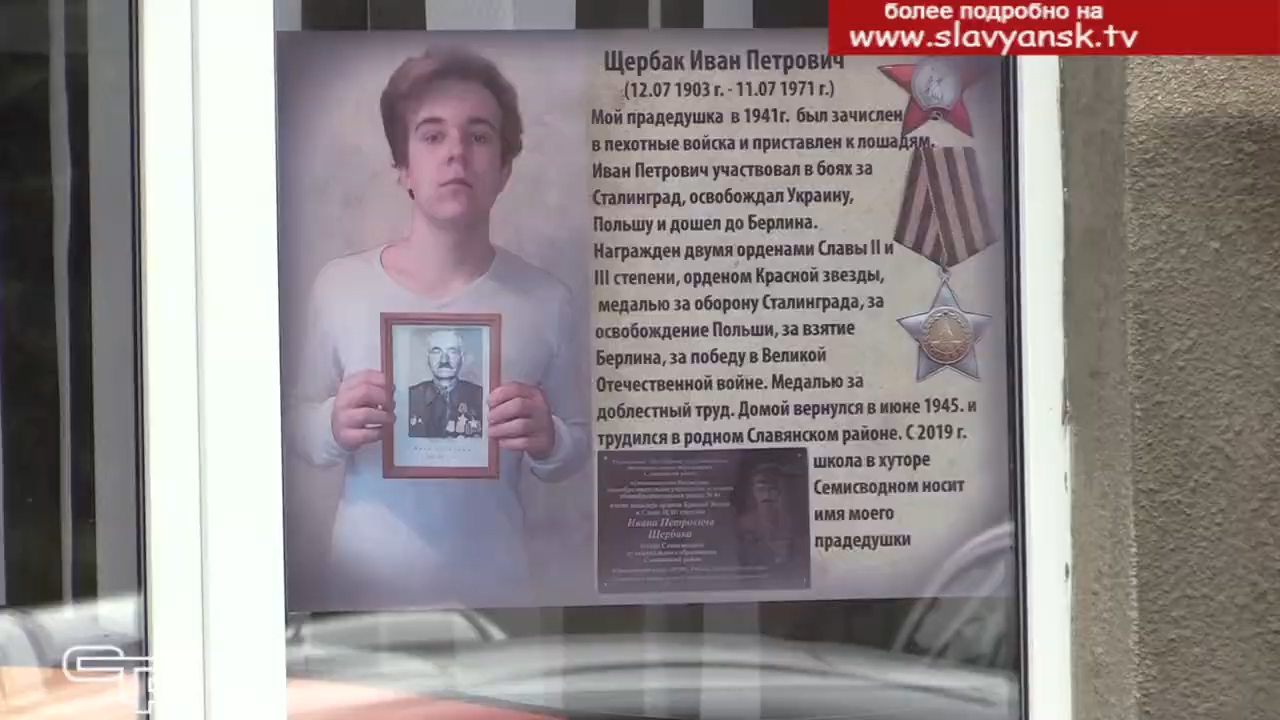 более подробно на
www.slavyansk.tv
Щербак Иван Петрович
(12.07 1903 г. - 11.07 1971 г.)
Мой прадедушка в 1941г. был зачислен
в пехотные войска и приставлен к лошадям.
Иван Петрович участвовал в боях за
Сталинград, освобождал Украину,
Польшу и дошел до Берлина.
Награжден двумя орденами Славы II и
III степени, орденом Красной звезды,
медалью за оборону Сталинграда, за
освобождение Польши, за взятие
Берлина, за победу в Великой
Отечественной войне. Медалью за
доблестный труд. Домой вернулся в июне 1945. и
трудился в родном Славянском районе. С 2019 г.
школа в хуторе
Семисводном носит
имя моего
прадедушки
Ивана Петровича
Щербака